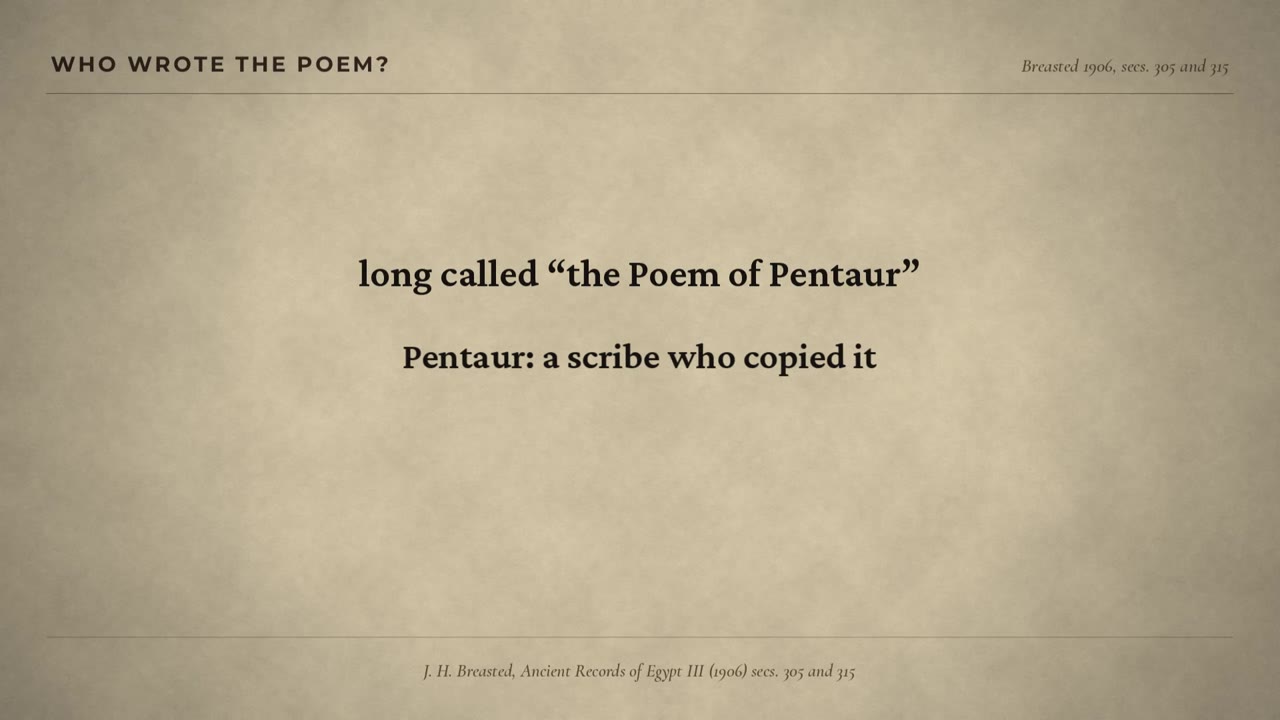 WHO WROTE THE POEM?
Breasted 1906, secs. 305 and 315
long called “the Poem of Pentaur”
Pentaur: a scribe who copied it
J. H. Breasted, Ancient Records of Egypt III (1906) secs. 305 and 315